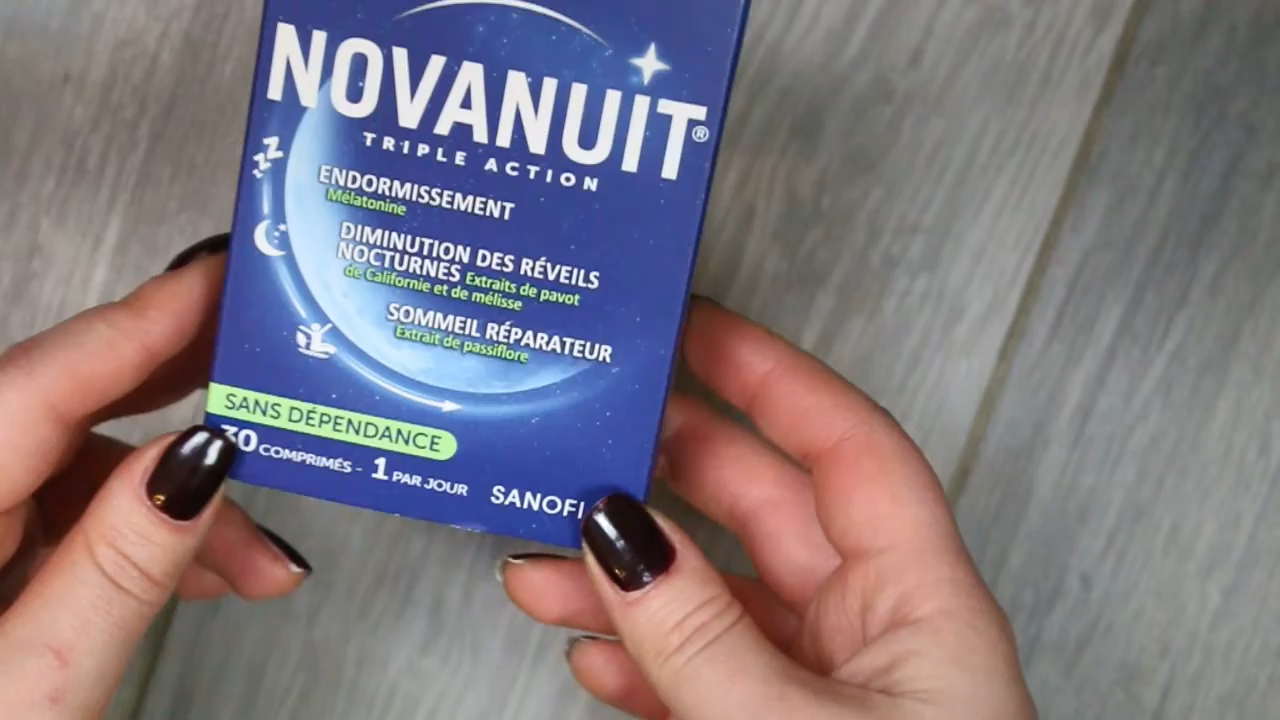 NOVANUIT®
TRIPLE ACTION
zzz
ENDORMISSEMENT
Mélatonine
DIMINUTION DES RÉVEILS
NOCTURNES Extraits de pavot
de Californie et de mélisse
SOMMEIL RÉPARATEUR
Extrait de passiflore
SANS DÉPENDANCE
30 COMPRIMÉS - 1 PAR JOUR
SANOFI